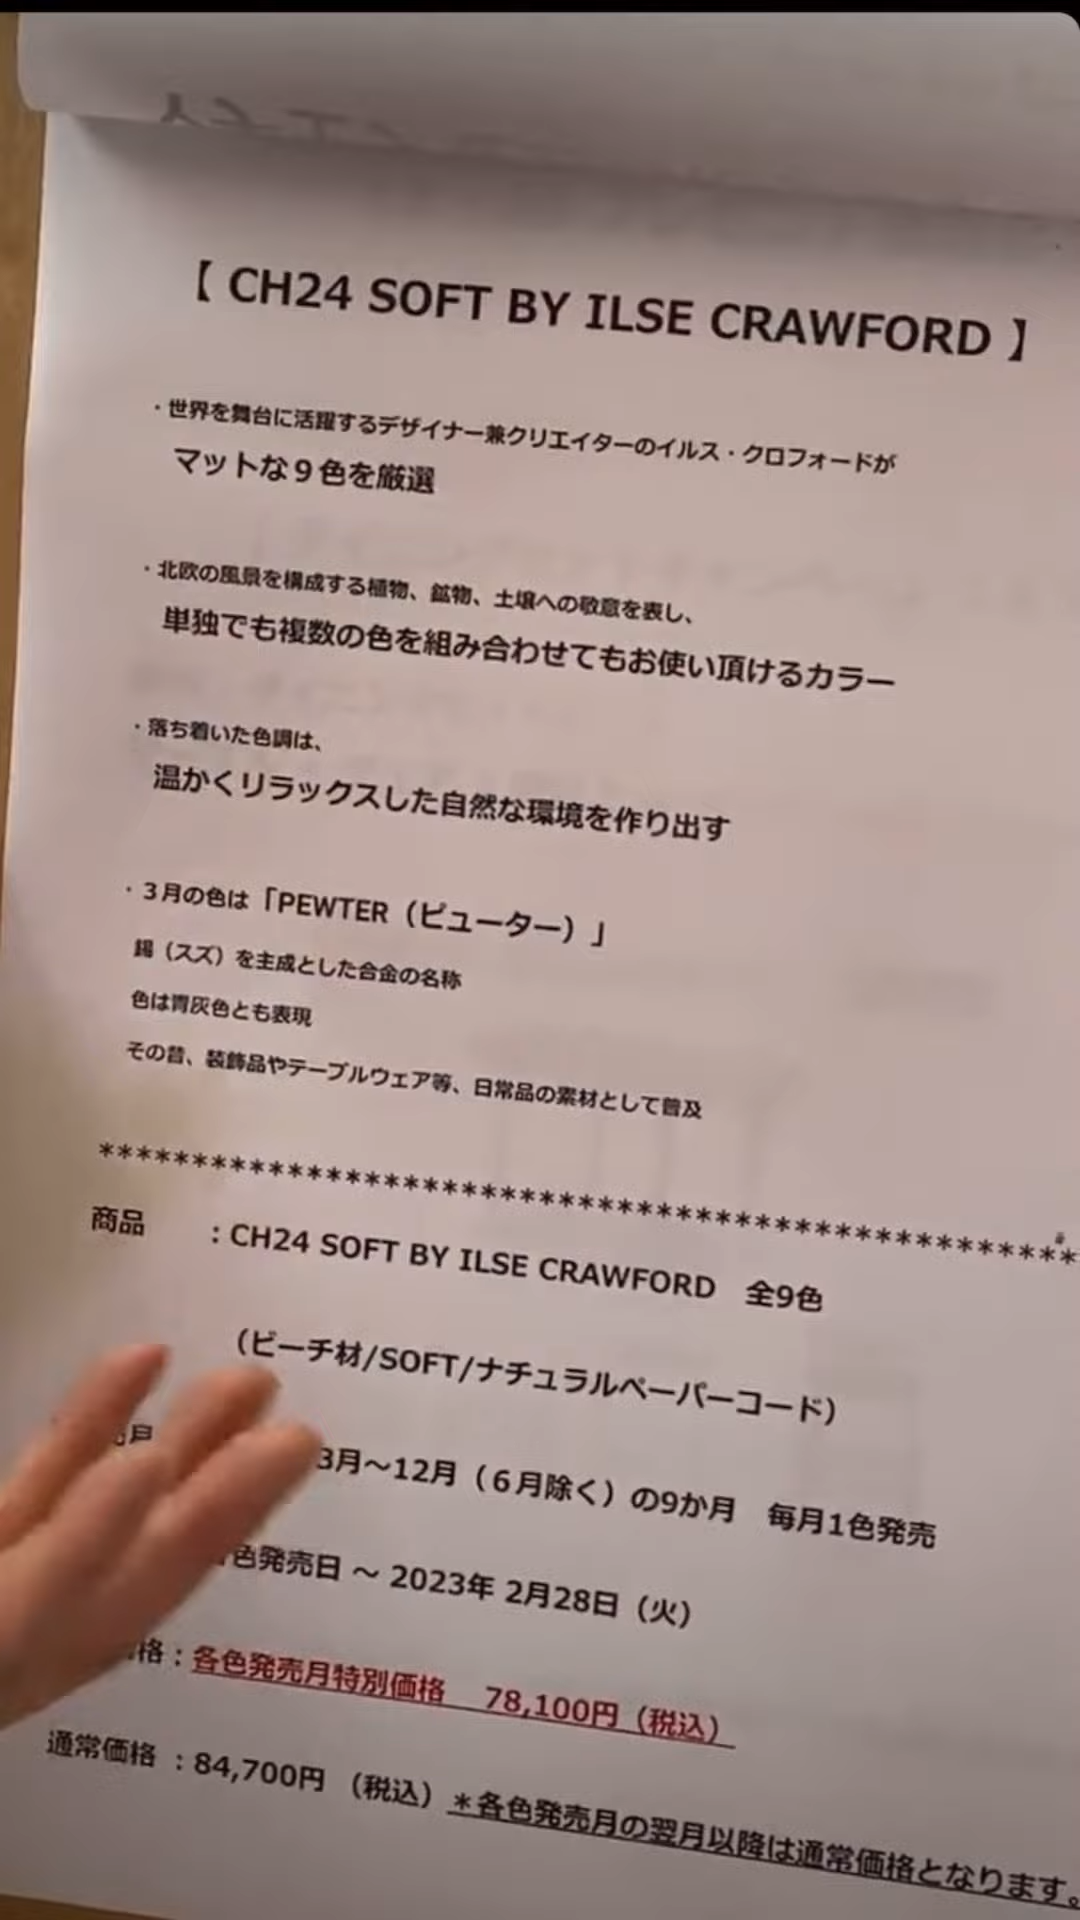 【 CH24 SOFT BY ILSE CRAWFORD 】
・世界を舞台に活躍するデザイナー兼クリエイターのイルス・クロフォードが
マットな９色を厳選
・北欧の風景を構成する植物、鉱物、土壌への敬意を表し、
単独でも複数の色を組み合わせてもお使い頂けるカラー
・落ち着いた色調は、
温かくリラックスした自然な環境を作り出す
・３月の色は「PEWTER（ピューター）」
錫（スズ）を主成とした合金の名称
色は青灰色とも表現
その昔、装飾品やテーブルウェア等、日常品の素材として普及
商品 ：CH24 SOFT BY ILSE CRAWFORD 全9色
（ビーチ材/SOFT/ナチュラルペーパーコード）
3月～12月（６月除く）の9か月 毎月1色発売
色発売日 ～ 2023年 2月28日（火）
格：各色発売月特別価格 78,100円（税込）
通常価格 ：84,700円 （税込）＊各色発売月の翌月以降は通常価格となります。